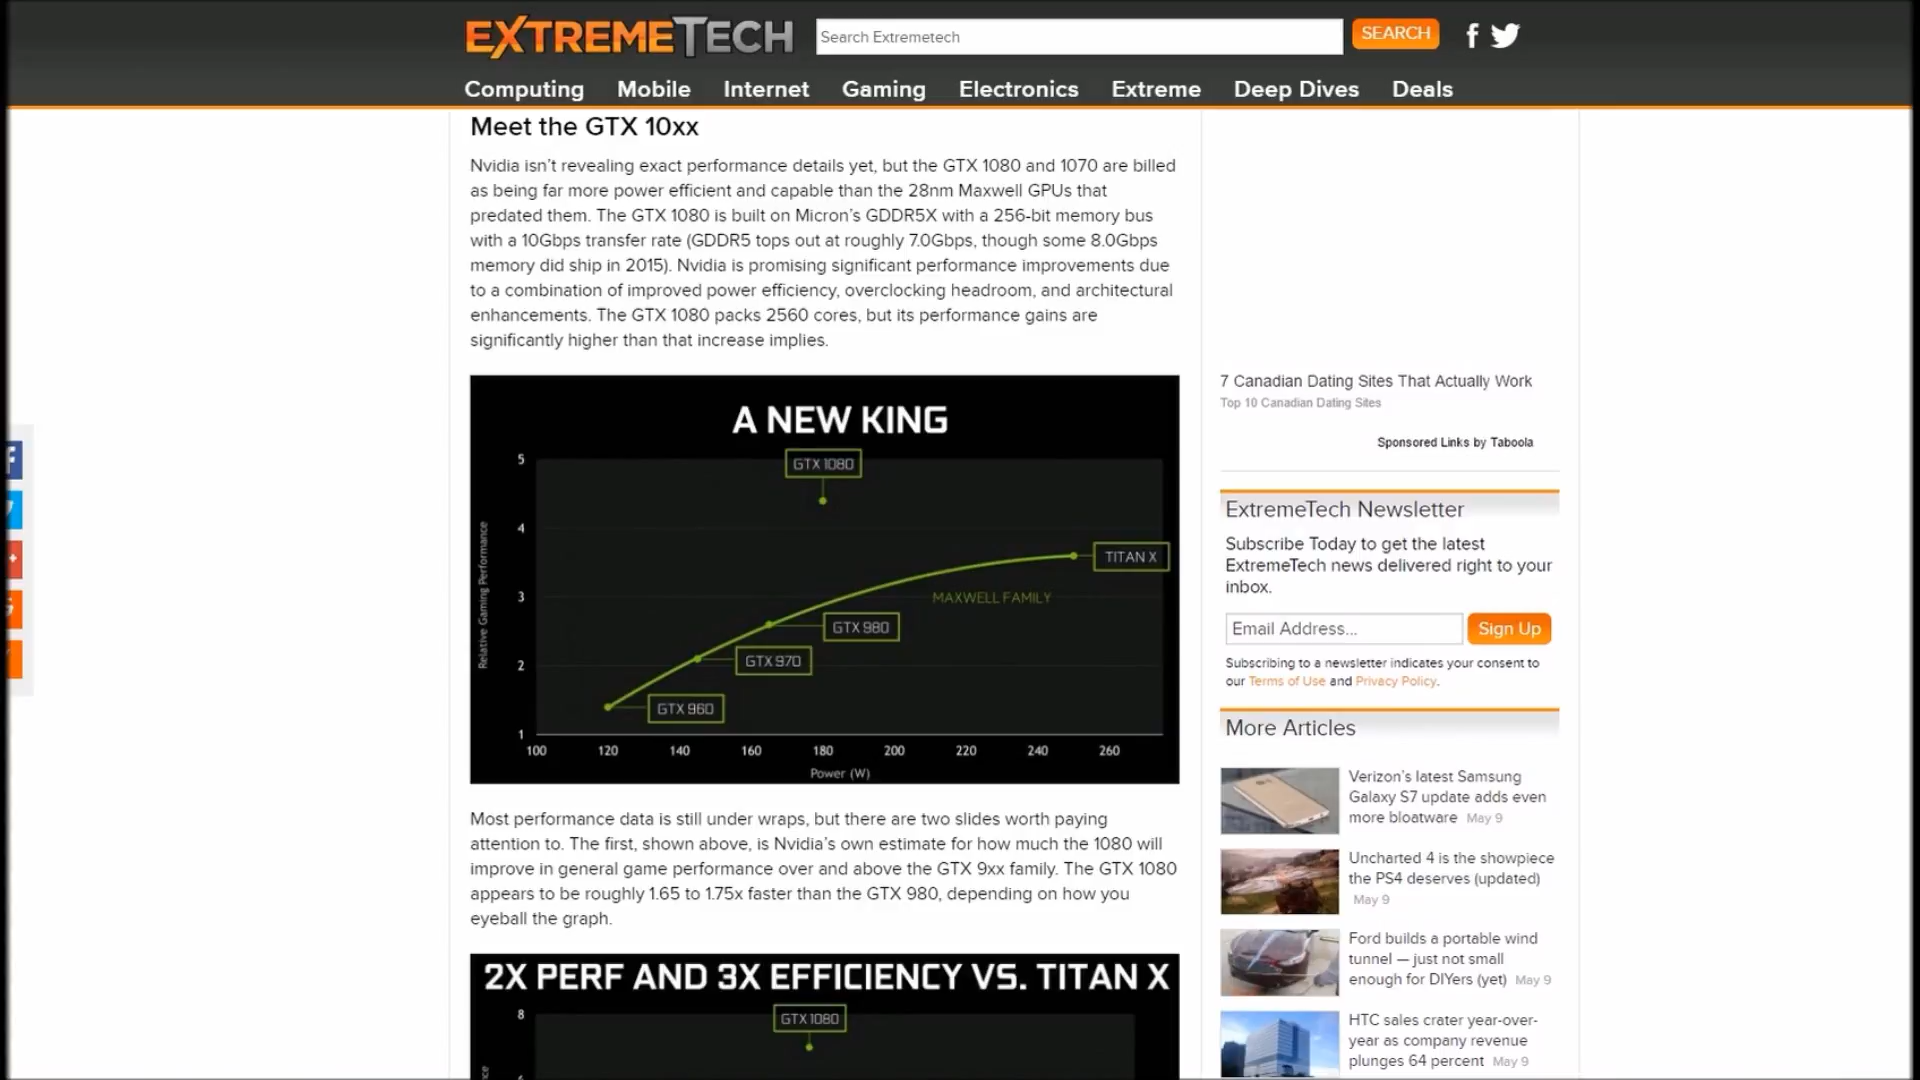 EXTREMETECH
Search Extremetech
SEARCH
Computing Mobile Internet Gaming Electronics Extreme Deep Dives Deals
Meet the GTX 10xx
Nvidia isn't revealing exact performance details yet, but the GTX 1080 and 1070 are billed
as being far more power efficient and capable than the 28nm Maxwell GPUs that
predated them. The GTX 1080 is built on Micron's GDDR5X with a 256-bit memory bus
with a 10Gbps transfer rate (GDDR5 tops out at roughly 7.0Gbps, though some 8.0Gbps
memory did ship in 2015). Nvidia is promising significant performance improvements due
to a combination of improved power efficiency, overclocking headroom, and architectural
enhancements. The GTX 1080 packs 2560 cores, but its performance gains are
significantly higher than that increase implies.
A NEW KING
GTX 1080
5
4
3
2
1
Relative Gaming Performance
TITAN X
MAXWELL FAMILY
GTX 980
GTX 970
GTX 960
100 120 140 160 180 200 220 240 260
Power (W)
Most performance data is still under wraps, but there are two slides worth paying
attention to. The first, shown above, is Nvidia's own estimate for how much the 1080 will
improve in general game performance over and above the GTX 9xx family. The GTX 1080
appears to be roughly 1.65 to 1.75x faster than the GTX 980, depending on how you
eyeball the graph.
2X PERF AND 3X EFFICIENCY VS. TITAN X
8
GTX 1080
7 Canadian Dating Sites That Actually Work
Top 10 Canadian Dating Sites
Sponsored Links by Taboola
ExtremeTech Newsletter
Subscribe Today to get the latest
ExtremeTech news delivered right to your
inbox.
Email Address...
Sign Up
Subscribing to a newsletter indicates your consent to
our Terms of Use and Privacy Policy.
More Articles
Verizon's latest Samsung
Galaxy S7 update adds even
more bloatware May 9
Uncharted 4 is the showpiece
the PS4 deserves (updated)
May 9
Ford builds a portable wind
tunnel — just not small
enough for DIYers (yet) May 9
HTC sales crater year-over-
year as company revenue
plunges 64 percent May 9